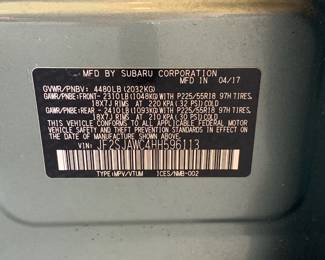 MFD BY SUBARU CORPORATION 04/17
GVWR/PNBV: 4480LB (2032KG)
GAWR/PNBE:FRONT- 2310LB (1048KG)WITH P225/55R18 97H TIRES.
18X7J RIMS. AT 220 KPA (32 PSI) COLD
GAWR/PNBE:REAR - 2410LB (1093KG)WITH P225/55R18 97H TIRES.
18X7J RIMS. AT 210 KPA (30 PSI) COLD
THIS VEHICLE CONFORMS TO ALL APPLICABLE FEDERAL
MOTOR VEHICLE SAFETY, BUMPER AND THEFT
PREVENTION STANDARDS IN EFFECT ON
THE DATE OF MANUFACTURE SHOWN ABOVE.
VIN: JF2SJAWC4HH596113
TYPE:MPV/VTUM ICES/NMB-002